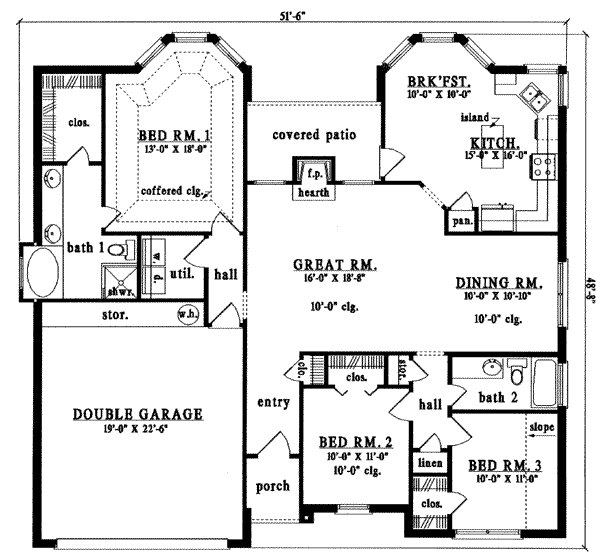 51'-6"
BRK'FST.
10'-0" X 10'-0"
clos.
BED RM. 1
13'-0" X 18'-0"
covered patio
island
KITCH.
15'-0" X 16'-0"
coffered clg.
f.p.
hearth
pan.
bath 1
w.
d.
util.
hall
GREAT RM.
16'-0" X 18'-8"
10'-0" clg.
DINING RM.
10'-0" X 10'-10"
10'-0" clg.
48'-8"
shwr.
stor.
w.h.
clo.
clos.
stor.
DOUBLE GARAGE
19'-0" X 22'-6"
entry
hall
bath 2
slope
BED RM. 2
10'-0" X 11'-0"
10'-0" clg.
linen
BED RM. 3
10'-0" X 11'-0"
porch
clos.